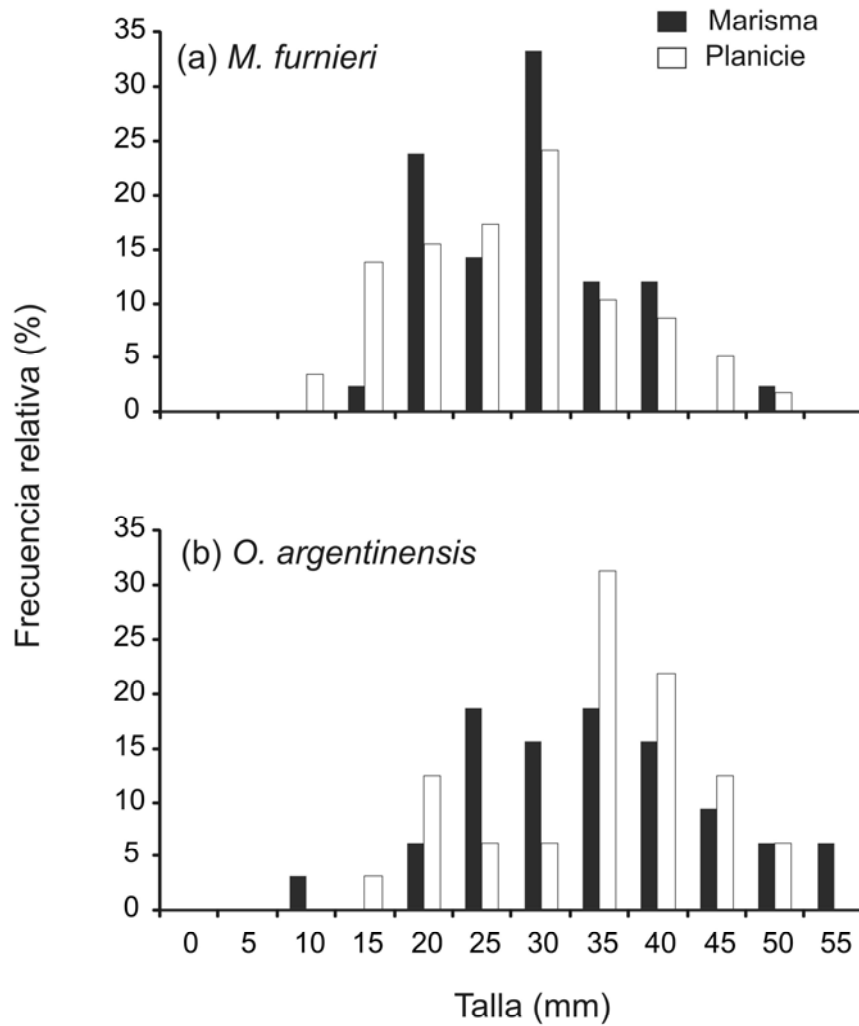 Marisma
Planicie
(a) M. furnieri
35
30
25
20
15
10
5
0
Frecuencia relativa (%)
(b) O. argentinensis
35
30
25
20
15
10
5
0
0 5 10 15 20 25 30 35 40 45 50 55
Talla (mm)